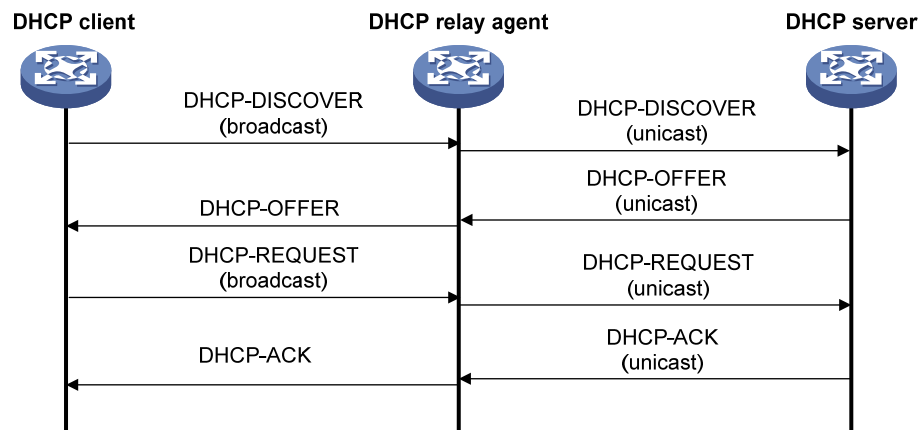 DHCP client
DHCP relay agent
DHCP server
DHCP-DISCOVER
(broadcast)
DHCP-DISCOVER
(unicast)
DHCP-OFFER
(unicast)
DHCP-OFFER
DHCP-REQUEST
(broadcast)
DHCP-REQUEST
(unicast)
DHCP-ACK
(unicast)
DHCP-ACK